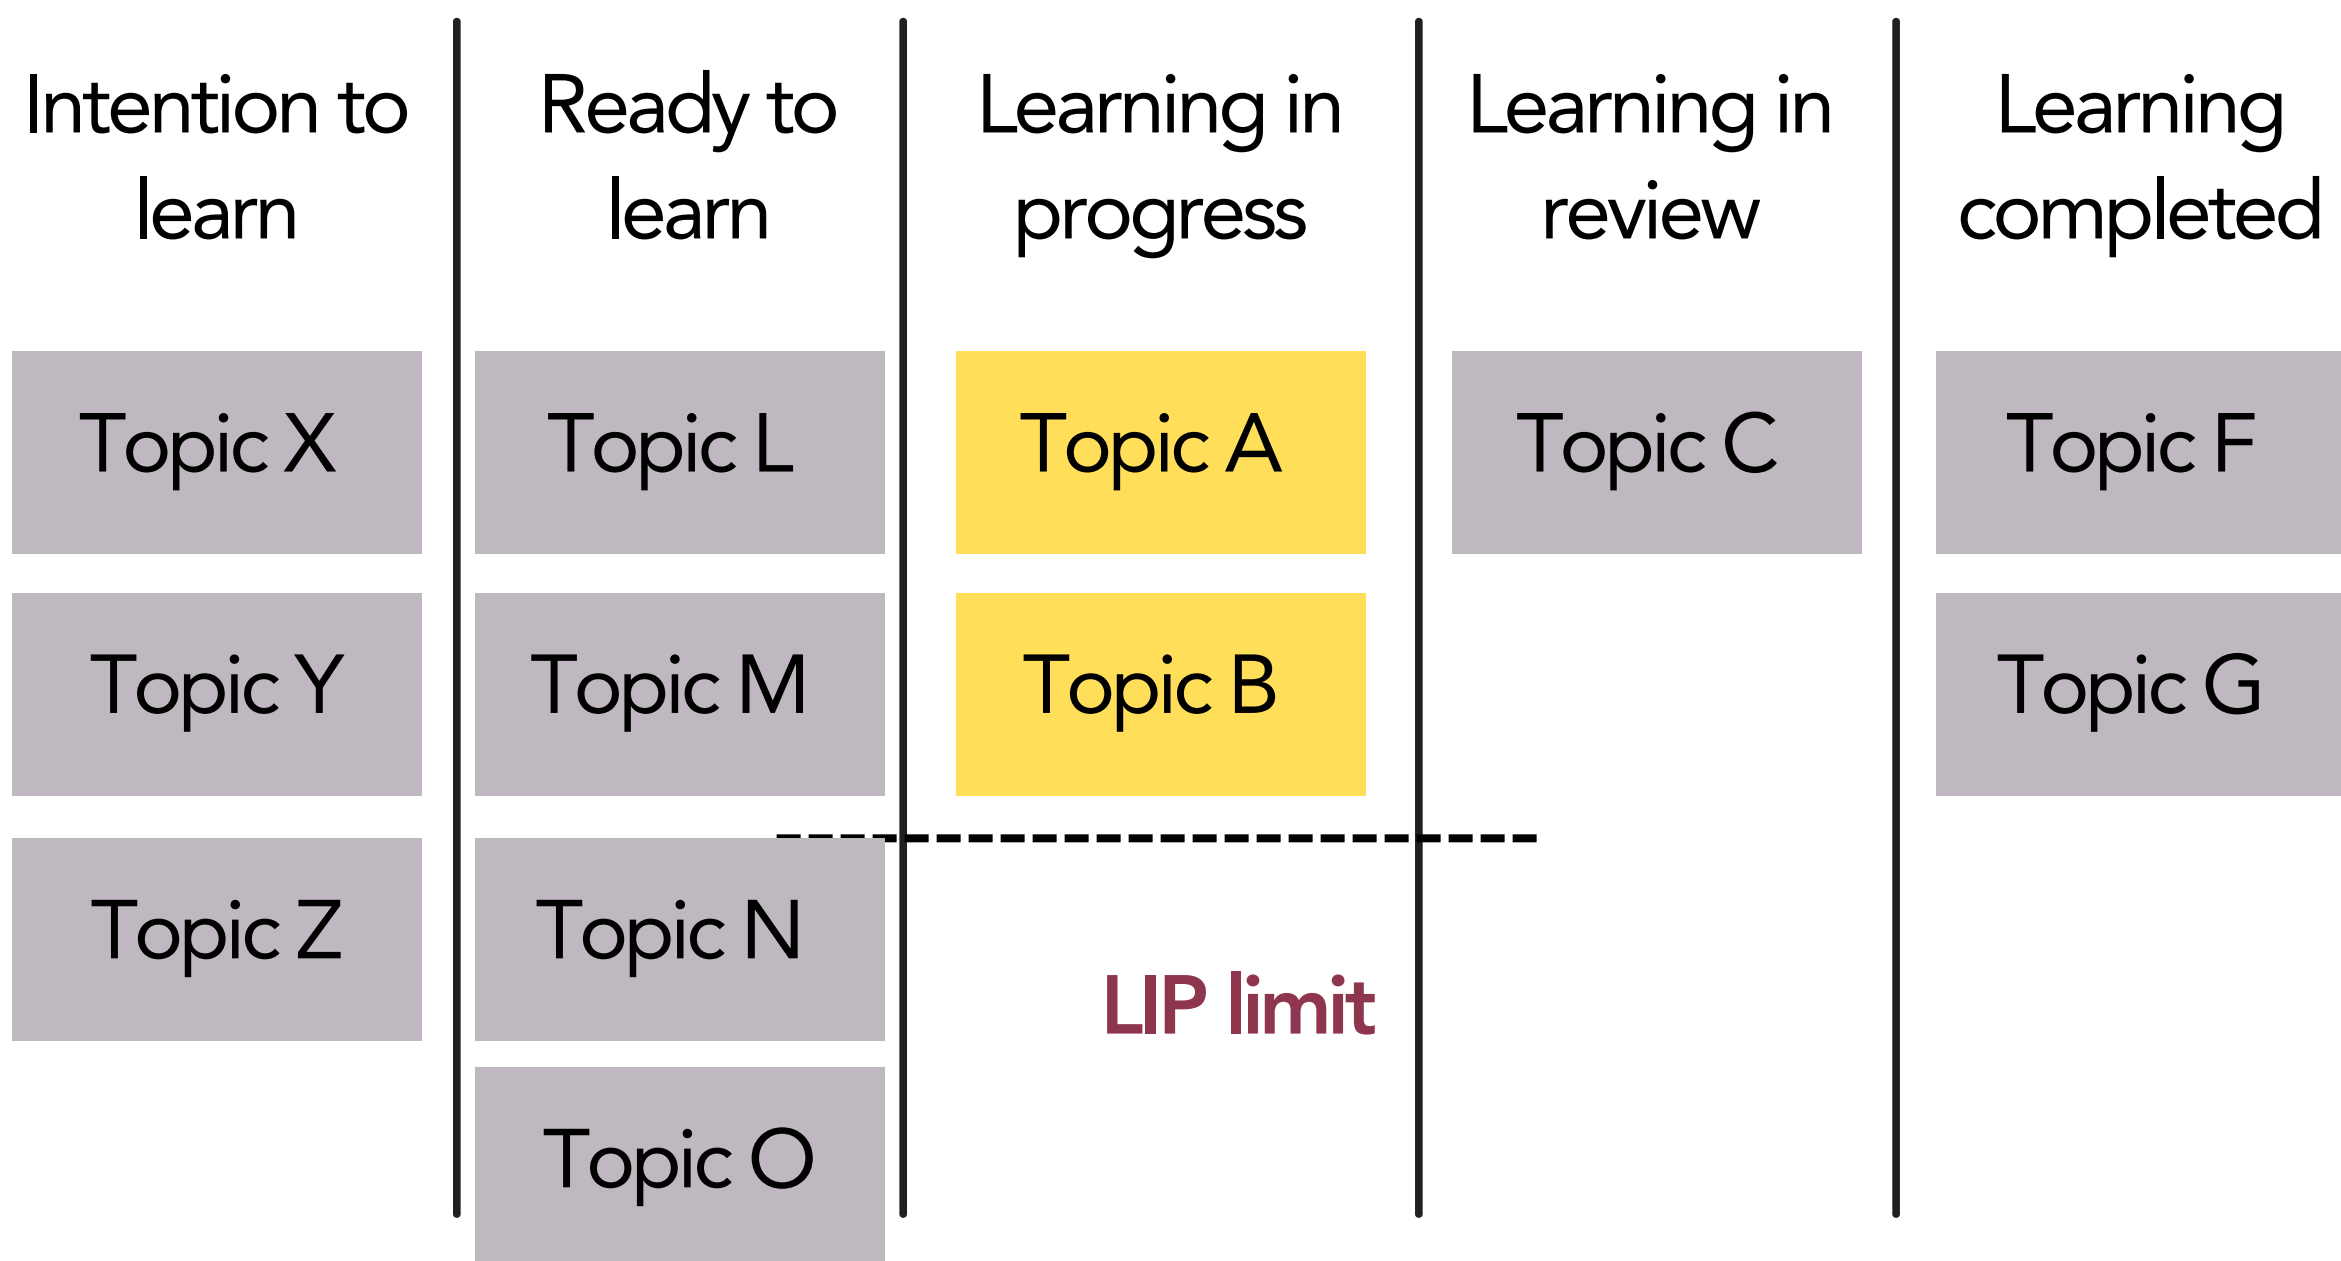 Intention to
learn
Ready to
learn
Learning in
progress
Learning in
review
Learning
completed
Topic X
Topic L
Topic A
Topic C
Topic F
Topic Y
Topic M
Topic B
Topic G
Topic Z
Topic N
LIP limit
Topic O